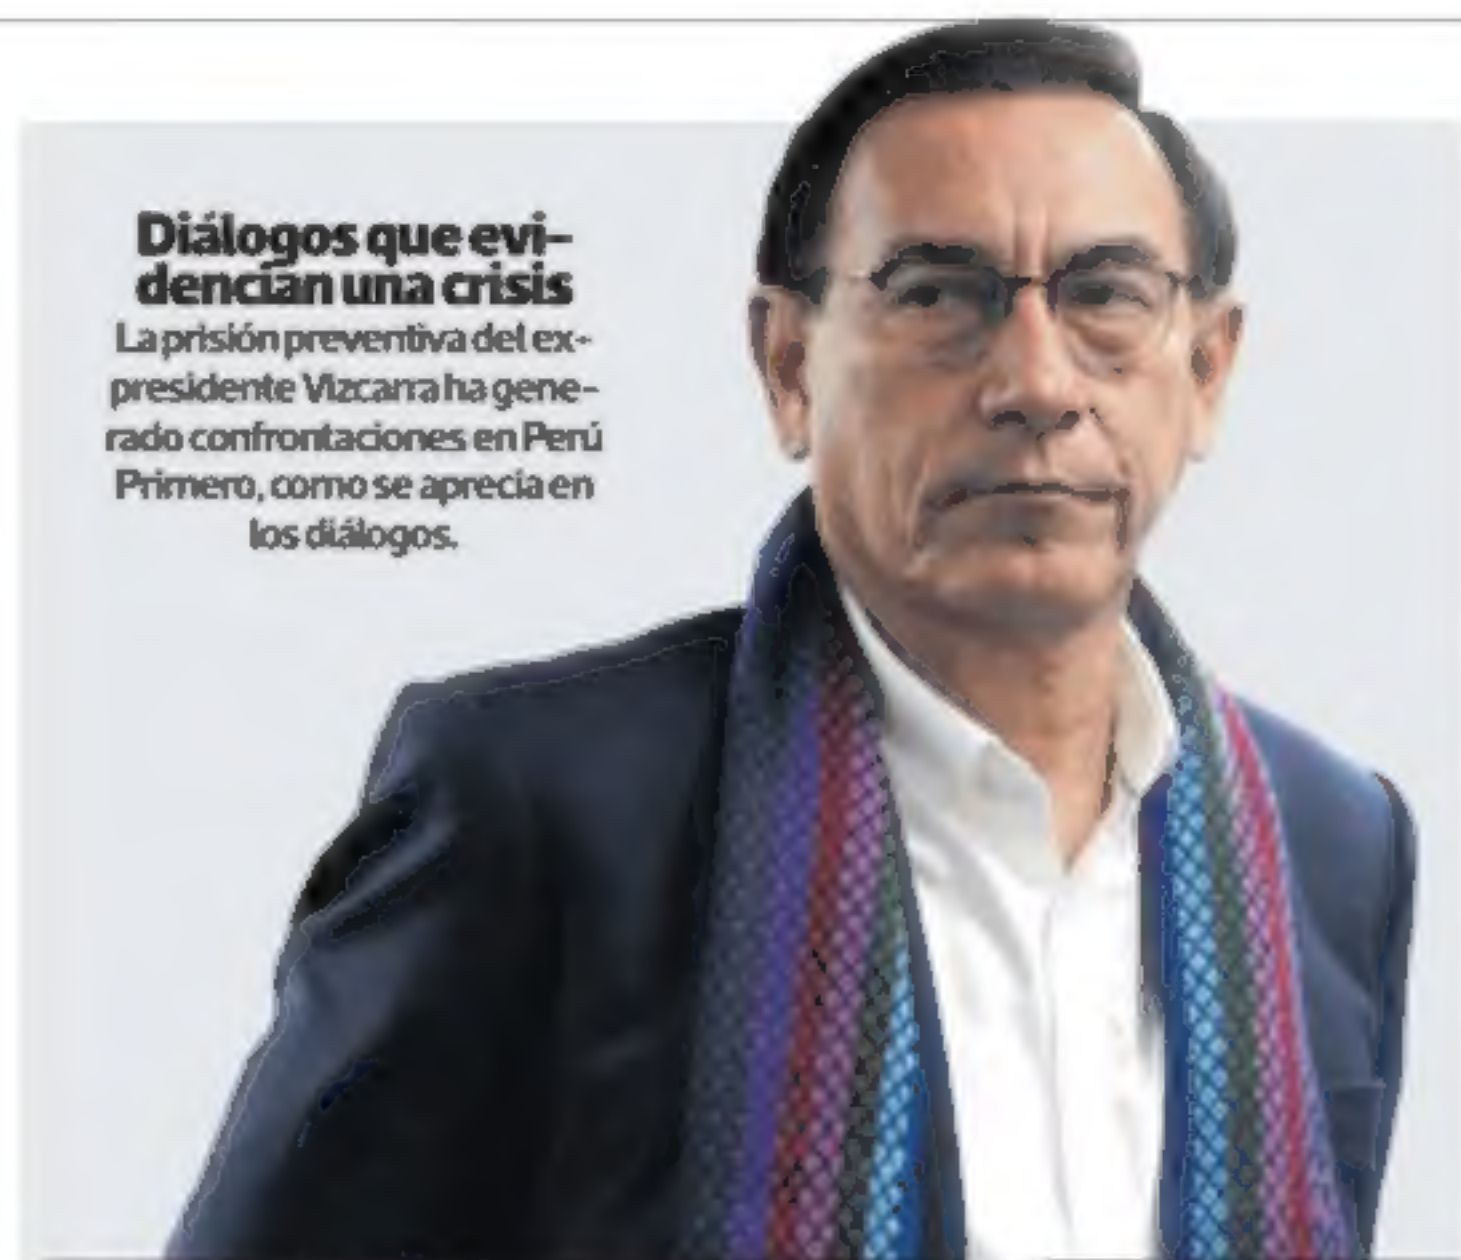 Diálogos que evi-
dencian una crisis
La prisión preventiva del ex-
presidente Vizcarra ha gene-
rado confrontaciones en Perú
Primero, como se aprecia en
los diálogos.